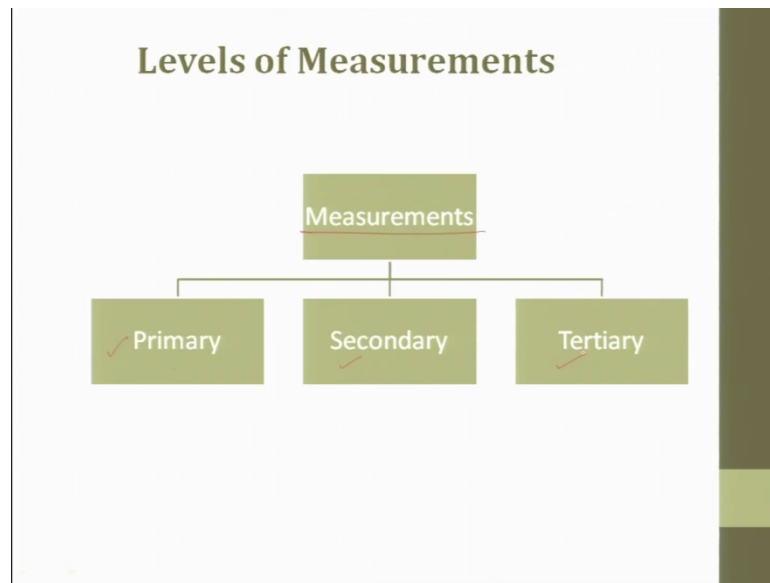 Levels of Measurements
Measurements
Primary
Secondary
Tertiary